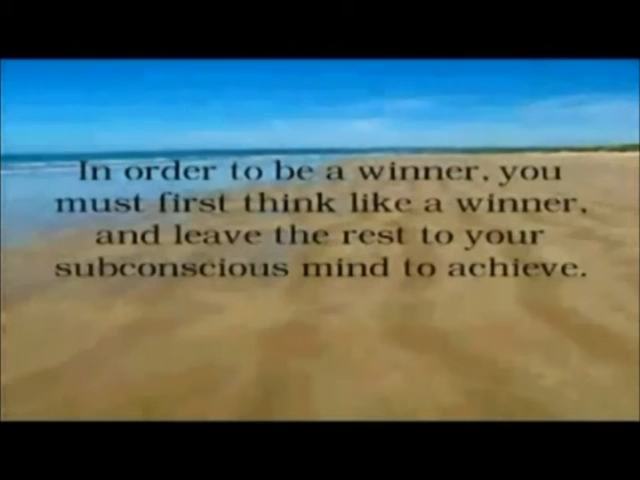 In order to be a winner, you
must first think like a winner,
and leave the rest to your
subconscious mind to achieve.